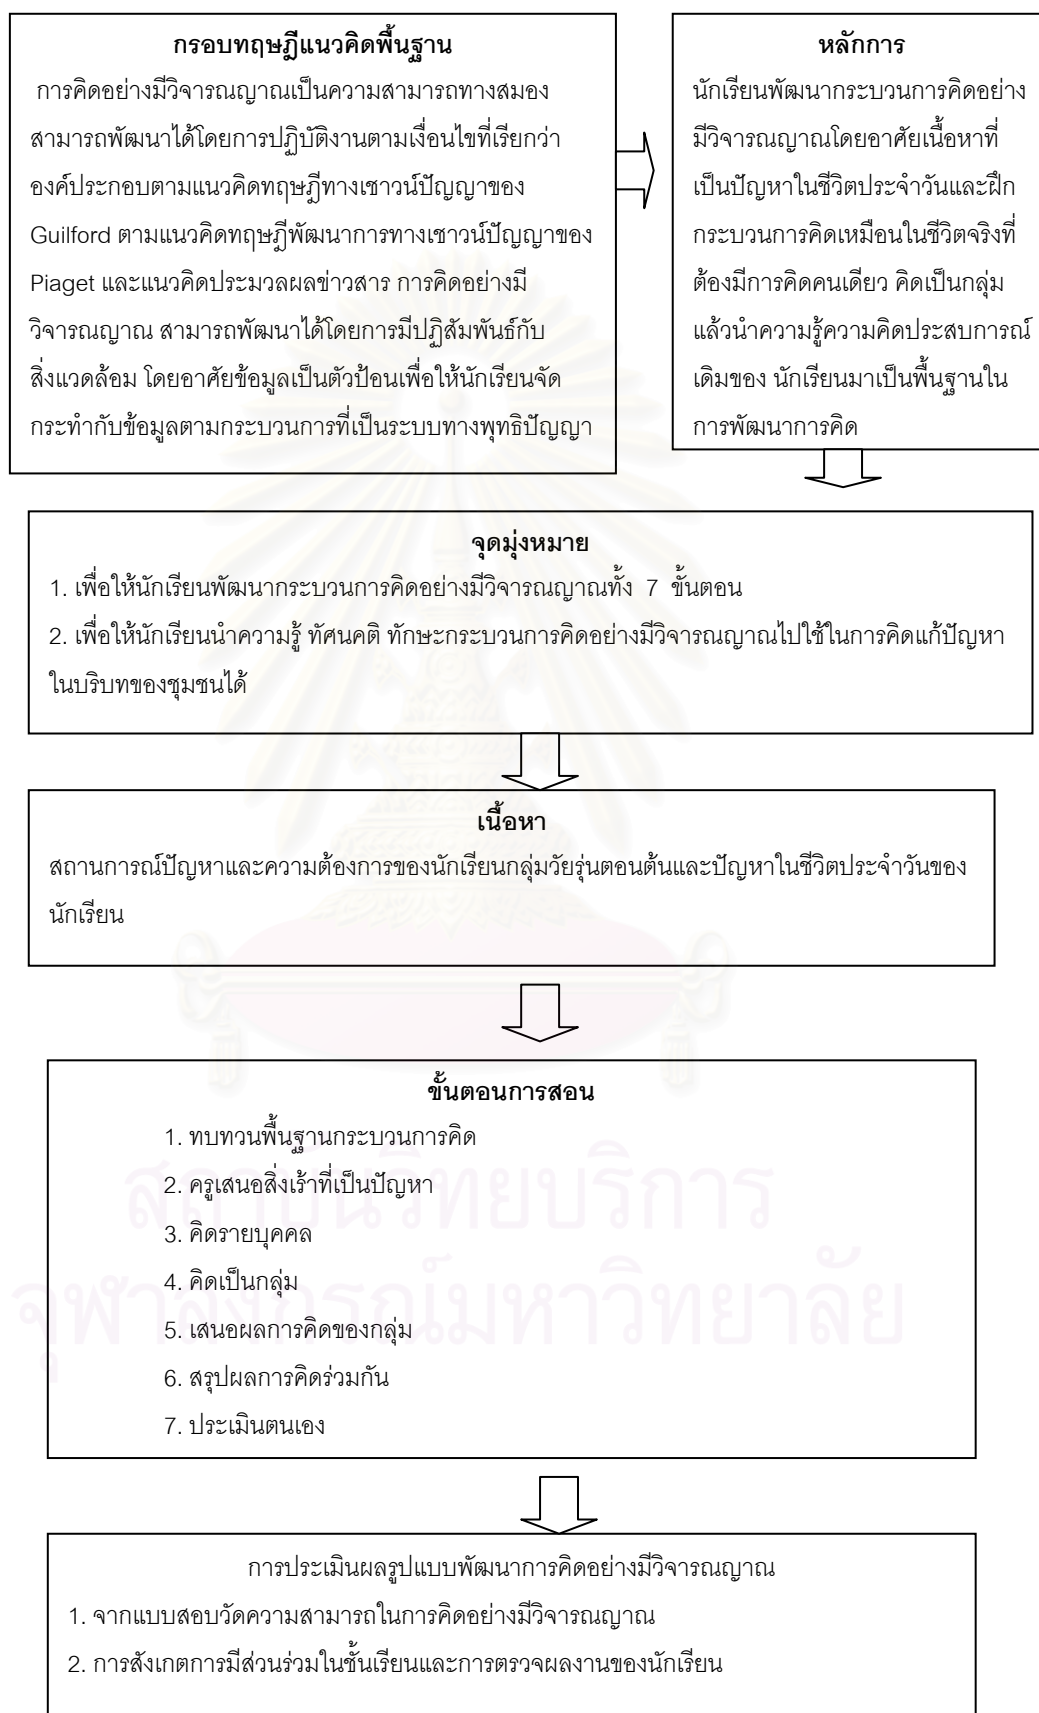 กรอบทฤษฎีแนวคิดพื้นฐาน
การคิดอย่างมีวิจารณญาณเป็นความสามารถทางสมอง
สามารถพัฒนาได้โดยการปฏิบัติงานตามเงื่อนไขที่เรียกว่า
องค์ประกอบตามแนวคิดทฤษฎีทางเชาวน์ปัญญาของ
Guilford ตามแนวคิดทฤษฎีพัฒนาการทางเชาวน์ปัญญาของ
Piaget และแนวคิดประมวลผลข่าวสาร การคิดอย่างมี
วิจารณญาณ สามารถพัฒนาได้โดยการมีปฏิสัมพันธ์กับ
สิ่งแวดล้อม โดยอาศัยข้อมูลเป็นตัวป้อนเพื่อให้นักเรียนจัด
กระทำกับข้อมูลตามกระบวนการที่เป็นระบบทางพุทธิปัญญา
หลักการ
นักเรียนพัฒนากระบวนการคิดอย่าง
มีวิจารณญาณโดยอาศัยเนื้อหาที่
เป็นปัญหาในชีวิตประจำวันและฝึก
กระบวนการคิดเหมือนในชีวิตจริงที่
ต้องมีการคิดคนเดียว คิดเป็นกลุ่ม
แล้วนำความรู้ความคิดประสบการณ์
เดิมของ นักเรียนมาเป็นพื้นฐานใน
การพัฒนาการคิด
จุดมุ่งหมาย
1. เพื่อให้นักเรียนพัฒนากระบวนการคิดอย่างมีวิจารณญาณทั้ง 7 ขั้นตอน
2. เพื่อให้นักเรียนนำความรู้ ทัศนคติ ทักษะกระบวนการคิดอย่างมีวิจารณญาณไปใช้ในการคิดแก้ปัญหา
ในบริบทของชุมชนได้
เนื้อหา
สถานการณ์ปัญหาและความต้องการของนักเรียนกลุ่มวัยรุ่นตอนต้นและปัญหาในชีวิตประจำวันของ
นักเรียน
ขั้นตอนการสอน
1. ทบทวนพื้นฐานกระบวนการคิด
2. ครูเสนอสิ่งเร้าที่เป็นปัญหา
3. คิดรายบุคคล
4. คิดเป็นกลุ่ม
5. เสนอผลการคิดของกลุ่ม
6. สรุปผลการคิดร่วมกัน
7. ประเมินตนเอง
สถาบันวิทยบริการ
จุฬาลงกรณ์มหาวิทยาลัย
การประเมินผลรูปแบบพัฒนาการคิดอย่างมีวิจารณญาณ
1. จากแบบสอบวัดความสามารถในการคิดอย่างมีวิจารณญาณ
2. การสังเกตการมีส่วนร่วมในชั้นเรียนและการตรวจผลงานของนักเรียน